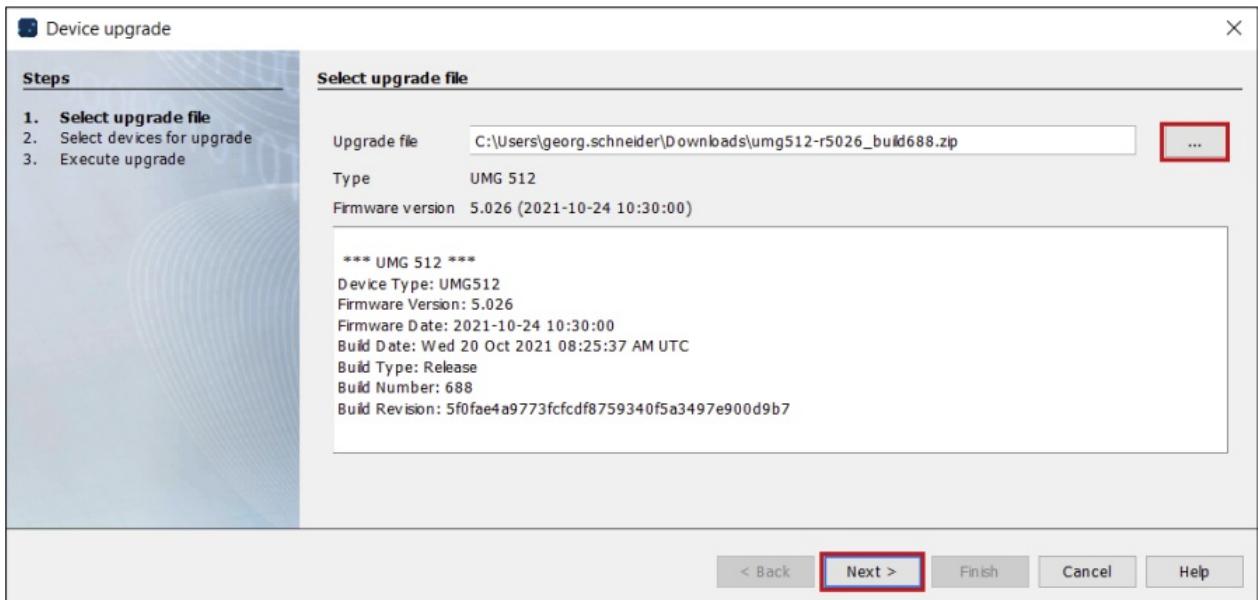 Device upgrade
Steps
1. Select upgrade file
2. Select devices for upgrade
3. Execute upgrade
Select upgrade file
Upgrade file C:\Users\georg.schneider\Downloads\umg512-r5026_build688.zip ...
Type UMG 512
Firmware version 5.026 (2021-10-24 10:30:00)
*** UMG 512 ***
Device Type: UMG512
Firmware Version: 5.026
Firmware Date: 2021-10-24 10:30:00
Build Date: Wed 20 Oct 2021 08:25:37 AM UTC
Build Type: Release
Build Number: 688
Build Revision: 5f0fae4a9773fcfcdf8759340f5a3497e900d9b7
< Back Next > Finish Cancel Help